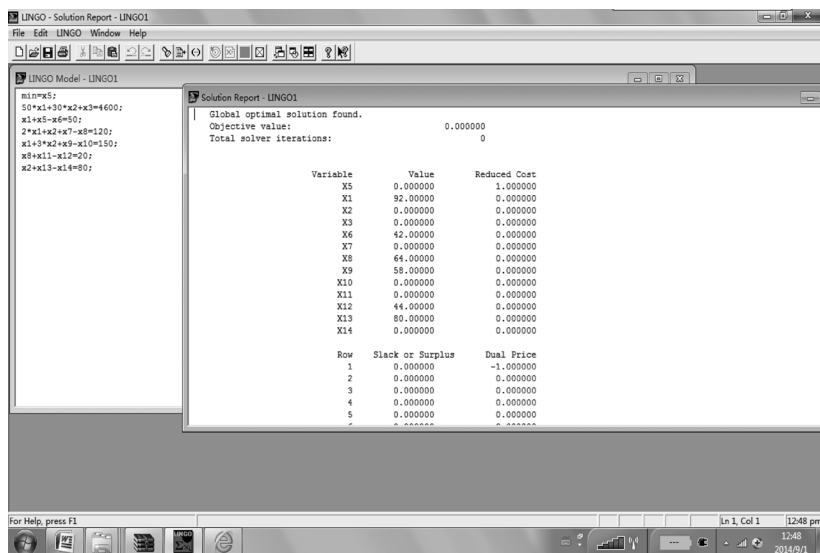 LINGO - Solution Report - LINGO1
File Edit LINGO Window Help
LINGO Model - LINGO1
min=x5;
50*x1+30*x2+x3=4600;
x1+x5-x6=50;
2*x1+x2+x7-x8=120;
x1+3*x2+x9-x10=150;
x8+x11-x12=20;
x2+x13-x14=80;
Solution Report - LINGO1
Global optimal solution found.
Objective value: 0.000000
Total solver iterations: 0
Variable Value Reduced Cost
X5 0.000000 1.000000
X1 92.00000 0.000000
X2 0.000000 0.000000
X3 0.000000 0.000000
X6 42.00000 0.000000
X7 0.000000 0.000000
X8 64.00000 0.000000
X9 58.00000 0.000000
X10 0.000000 0.000000
X11 0.000000 0.000000
X12 44.00000 0.000000
X13 80.00000 0.000000
X14 0.000000 0.000000
Row Slack or Surplus Dual Price
1 0.000000 -1.000000
2 0.000000 0.000000
3 0.000000 0.000000
4 0.000000 0.000000
5 0.000000 0.000000
For Help, press F1
Ln 1, Col 1
12:48 pm
LINGO
12:48
2014/9/1